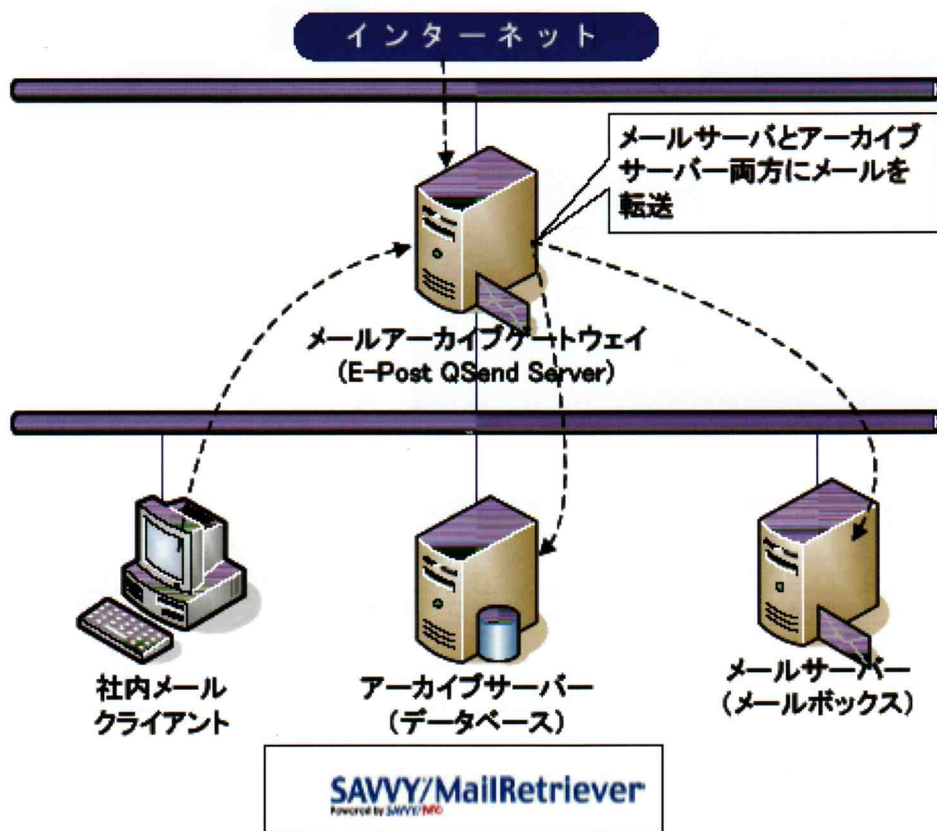 インターネット
メールサーバとアーカイブ
サーバー両方にメールを
転送
メールアーカイブゲートウェイ
(E-Post QSend Server)
社内メール
クライアント
アーカイブサーバー
(データベース)
メールサーバー
(メールボックス)
SAVVY/MailRetriever
Powered by SAVVY/NEO